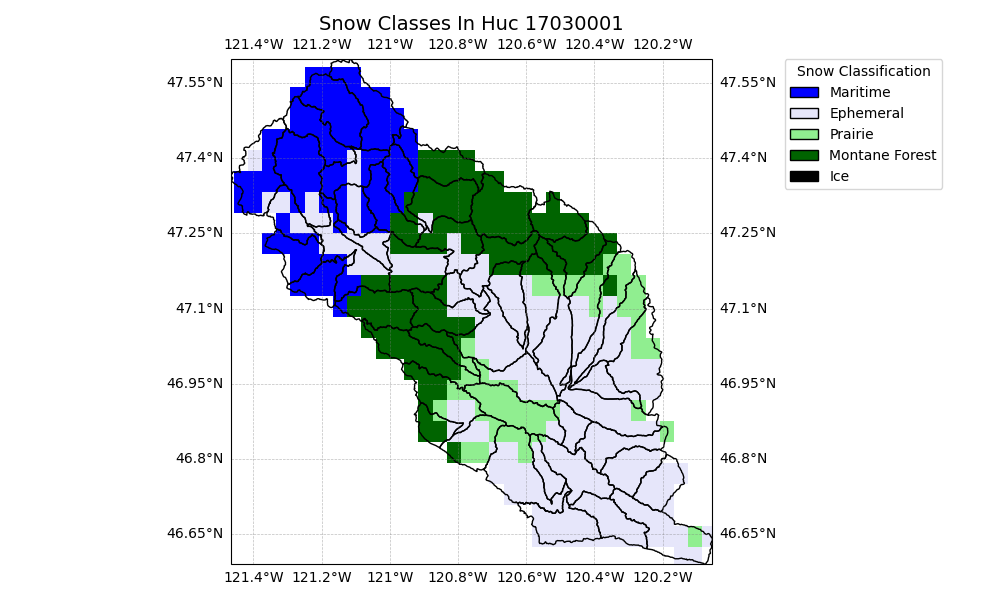 Snow Classes In Huc 17030001
121.4°W 121.2°W 121°W 120.8°W 120.6°W 120.4°W 120.2°W
47.55°N 47.55°N
47.4°N 47.4°N
47.25°N 47.25°N
47.1°N 47.1°N
46.95°N 46.95°N
46.8°N 46.8°N
46.65°N 46.65°N
121.4°W 121.2°W 121°W 120.8°W 120.6°W 120.4°W 120.2°W
Snow Classification
Maritime
Ephemeral
Prairie
Montane Forest
Ice